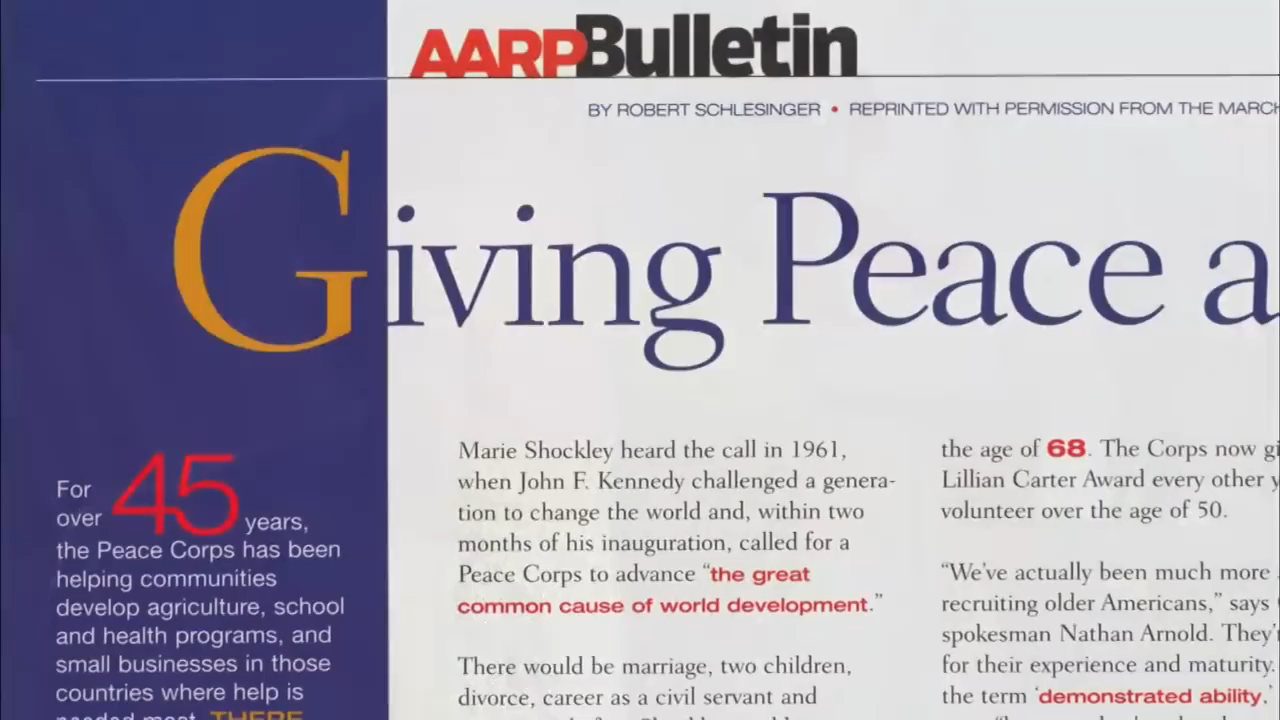 AARP Bulletin
BY ROBERT SCHLESINGER • REPRINTED WITH PERMISSION FROM THE MARCH
Giving Peace a
For
over 45 years,
the Peace Corps has been
helping communities
develop agriculture, school
and health programs, and
small businesses in those
countries where help is
needed most. THERE
Marie Shockley heard the call in 1961,
when John F. Kennedy challenged a genera-
tion to change the world and, within two
months of his inauguration, called for a
Peace Corps to advance “the great
common cause of world development.”
There would be marriage, two children,
divorce, career as a civil servant and
the age of 68. The Corps now gi
Lillian Carter Award every other y
volunteer over the age of 50.
“We’ve actually been much more
recruiting older Americans,” says
spokesman Nathan Arnold. They’
for their experience and maturity.
the term ‘demonstrated ability.’